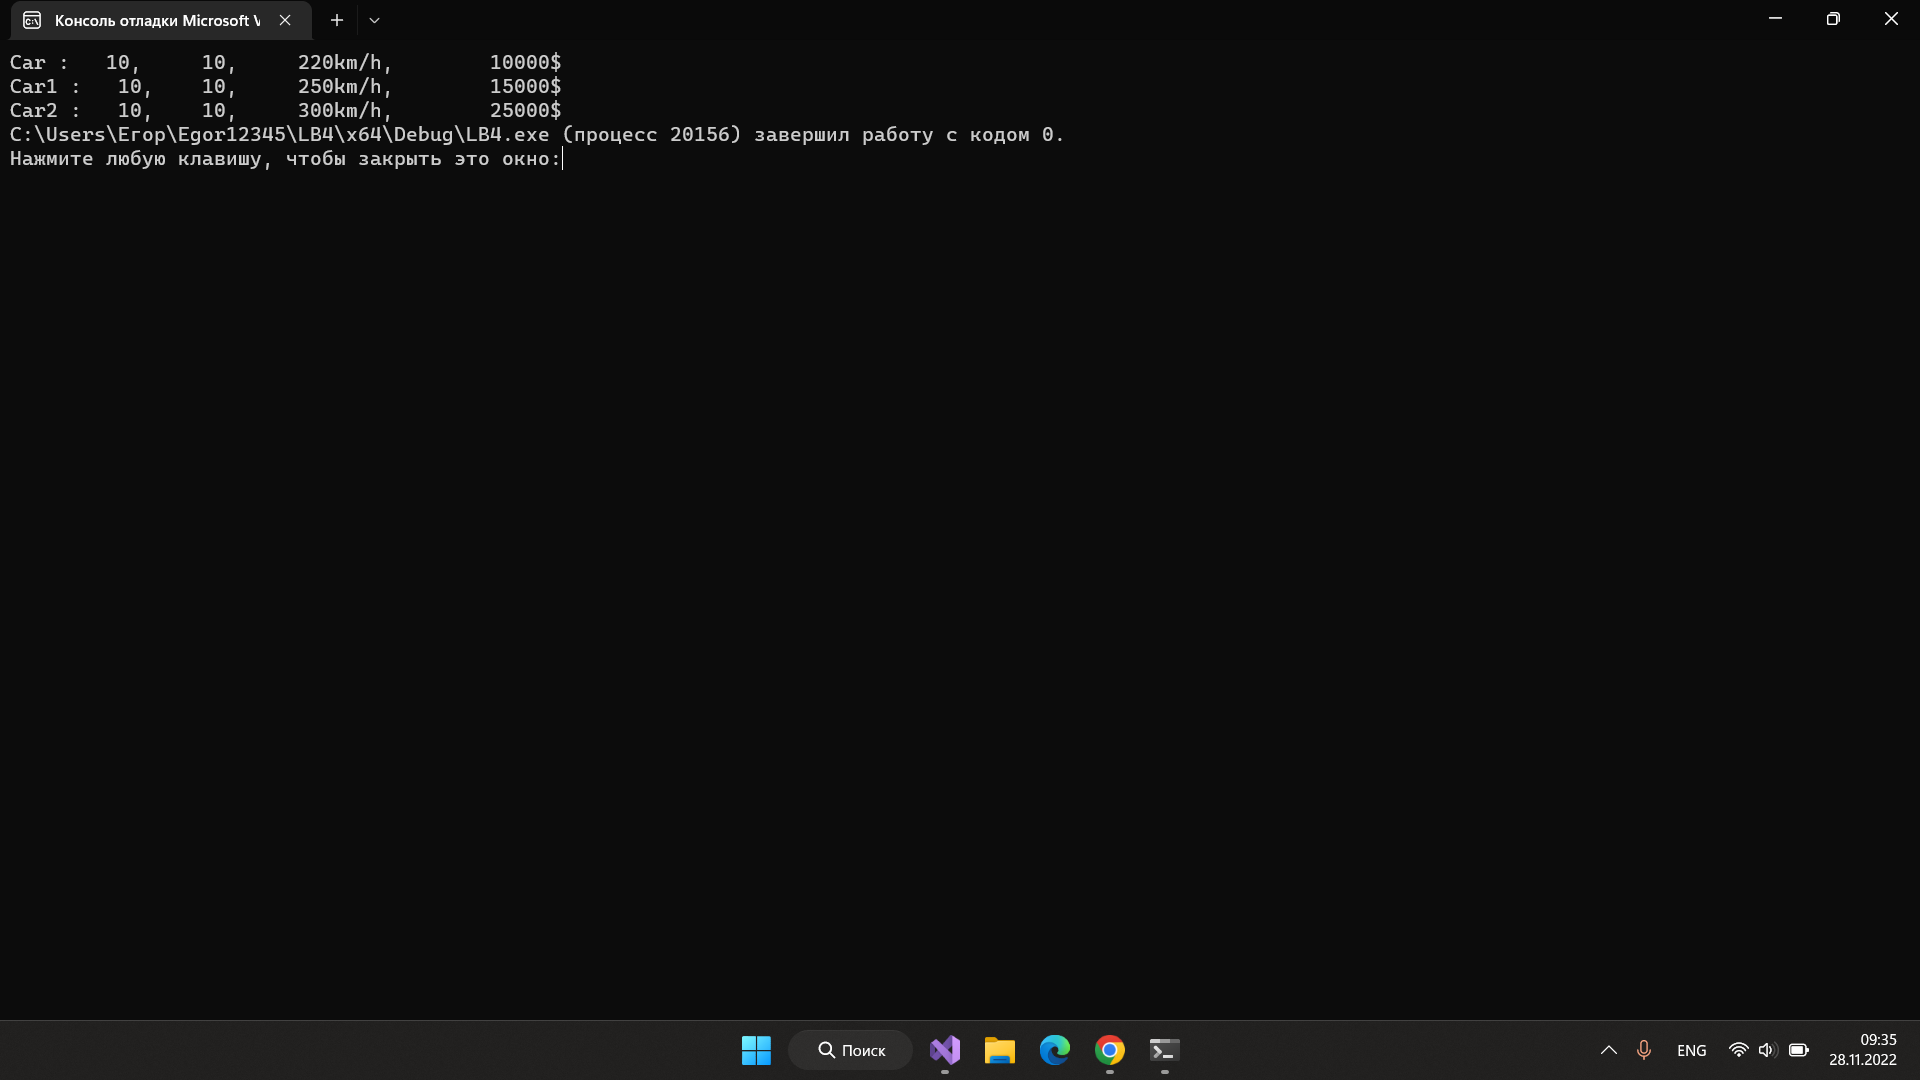 Консоль отладки Microsoft V
Car :   10,     10,     220km/h,        10000$
Car1 :   10,    10,     250km/h,        15000$
Car2 :   10,    10,     300km/h,        25000$
C:\Users\Егор\Egor12345\LB4\x64\Debug\LB4.exe (процесс 20156) завершил работу с кодом 0.
Нажмите любую клавишу, чтобы закрыть это окно:
Поиск
ENG
09:35
28.11.2022